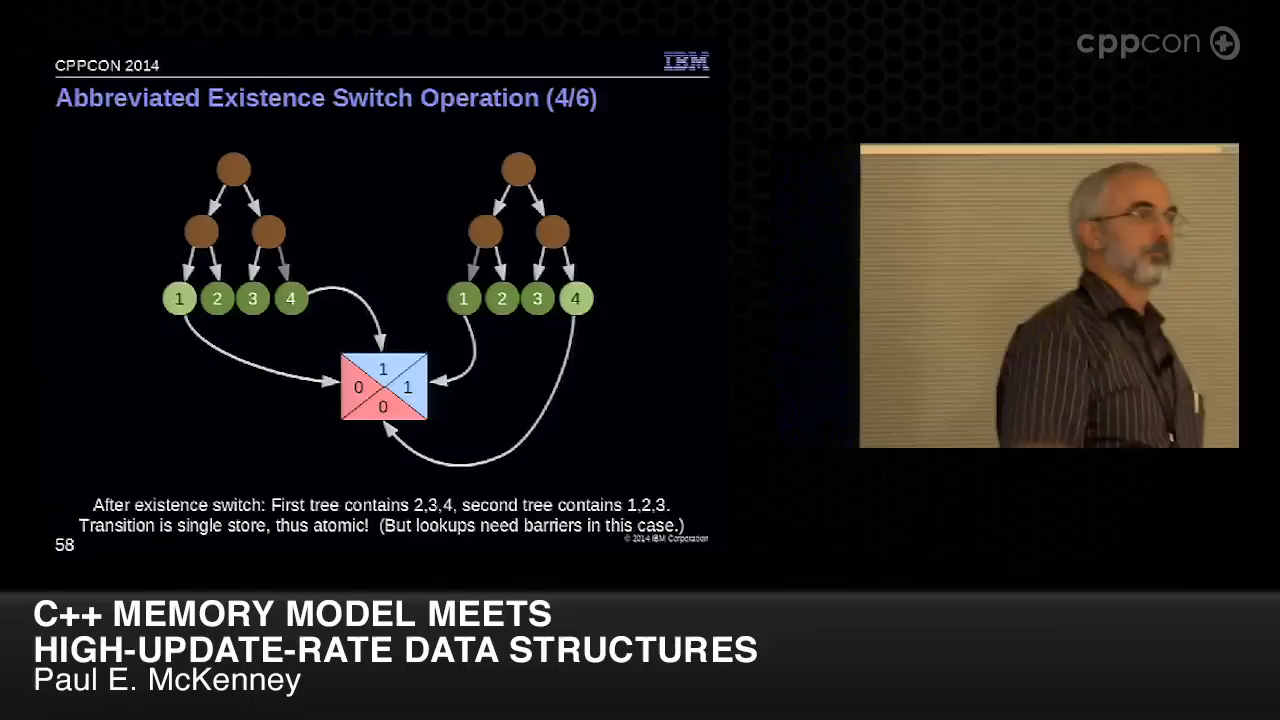 cppcon
CPPCON 2014
IBM
Abbreviated Existence Switch Operation (4/6)
1 2 3 4
1 2 3 4
1
0 1
0
After existence switch: First tree contains 2,3,4, second tree contains 1,2,3.
Transition is single store, thus atomic! (But lookups need barriers in this case.)
© 2014 IBM Corporation
58
C++ MEMORY MODEL MEETS
HIGH-UPDATE-RATE DATA STRUCTURES
Paul E. McKenney